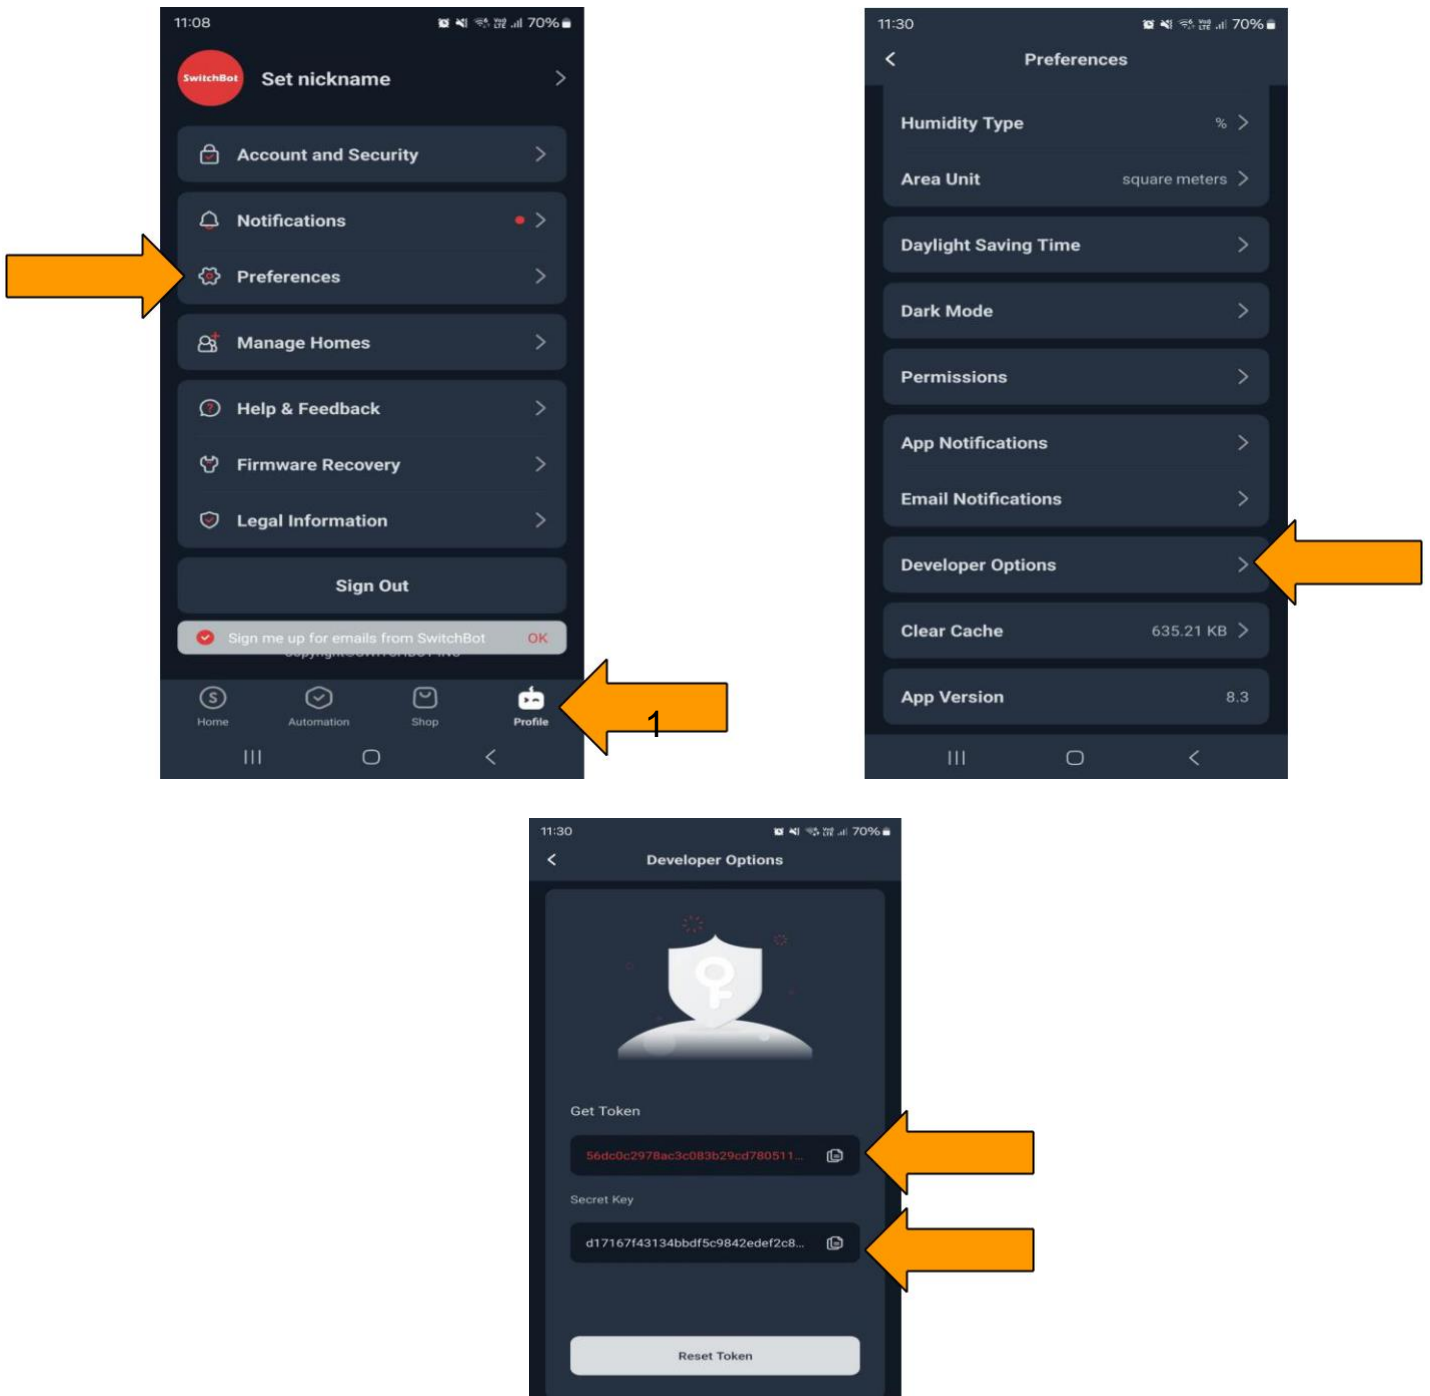 11:08
70%
SwitchBot
Set nickname
Account and Security
Notifications
Preferences
Manage Homes
Help & Feedback
Firmware Recovery
Legal Information
Sign Out
Sign me up for emails from SwitchBot OK
Home Automation Shop Profile
1
11:30
70%
Preferences
Humidity Type %
Area Unit square meters
Daylight Saving Time
Dark Mode
Permissions
App Notifications
Email Notifications
Developer Options
Clear Cache 635.21 KB
App Version 8.3
11:30
70%
Developer Options
Get Token
56dc0c2978ac3c083b29cd780511...
Secret Key
d17167f43134bbdf5c9842edef2c8...
Reset Token